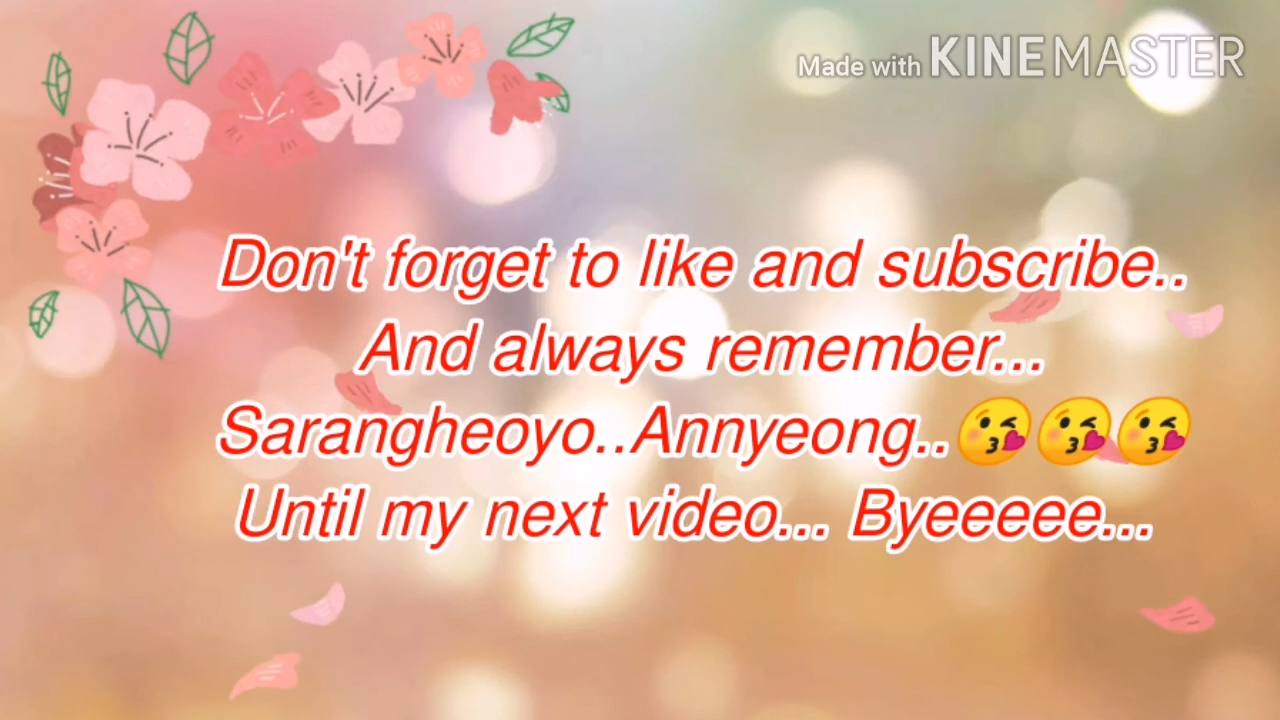 Made with KINEMASTER
Don't forget to like and subscribe..
And always remember...
Sarangheoyo..Annyeong..😘😘😘
Until my next video... Byeeeee...